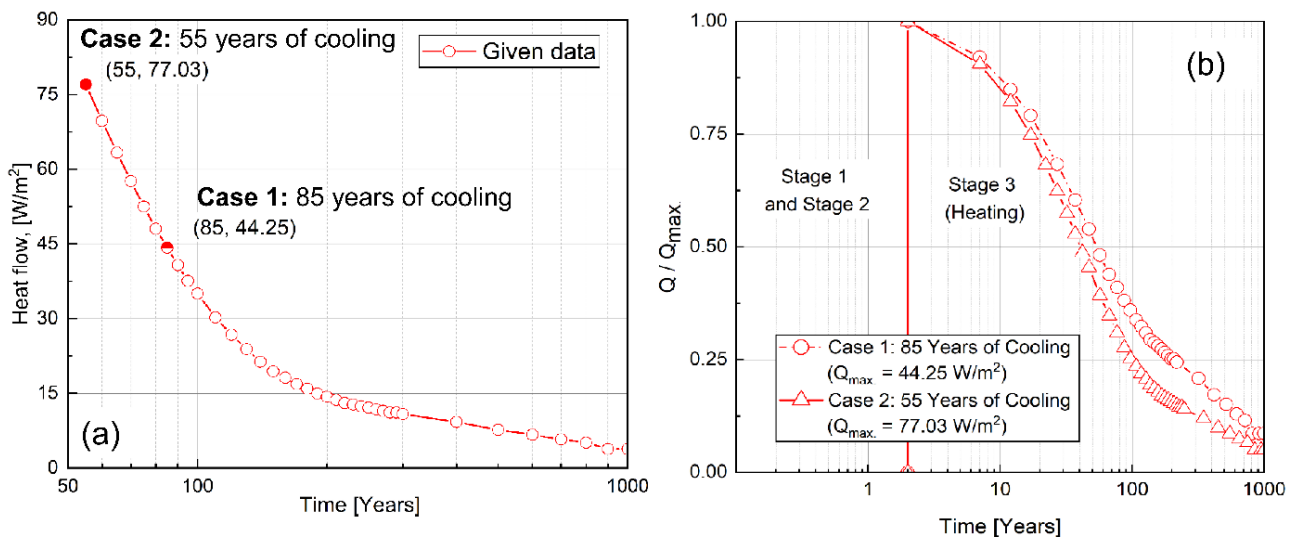 90
75
60
45
30
15
0
Heat flow, [W/m²]
Case 2: 55 years of cooling
(55, 77.03)
Given data
Case 1: 85 years of cooling
(85, 44.25)
(a)
50
100
1000
Time [Years]
1.00
0.75
0.50
0.25
0.00
Q / Qmax
(b)
Stage 1
and Stage 2
Stage 3
(Heating)
Case 1: 85 Years of Cooling
(Qmax. = 44.25 W/m²)
Case 2: 55 Years of Cooling
(Qmax. = 77.03 W/m²)
1
10
100
1000
Time [Years]